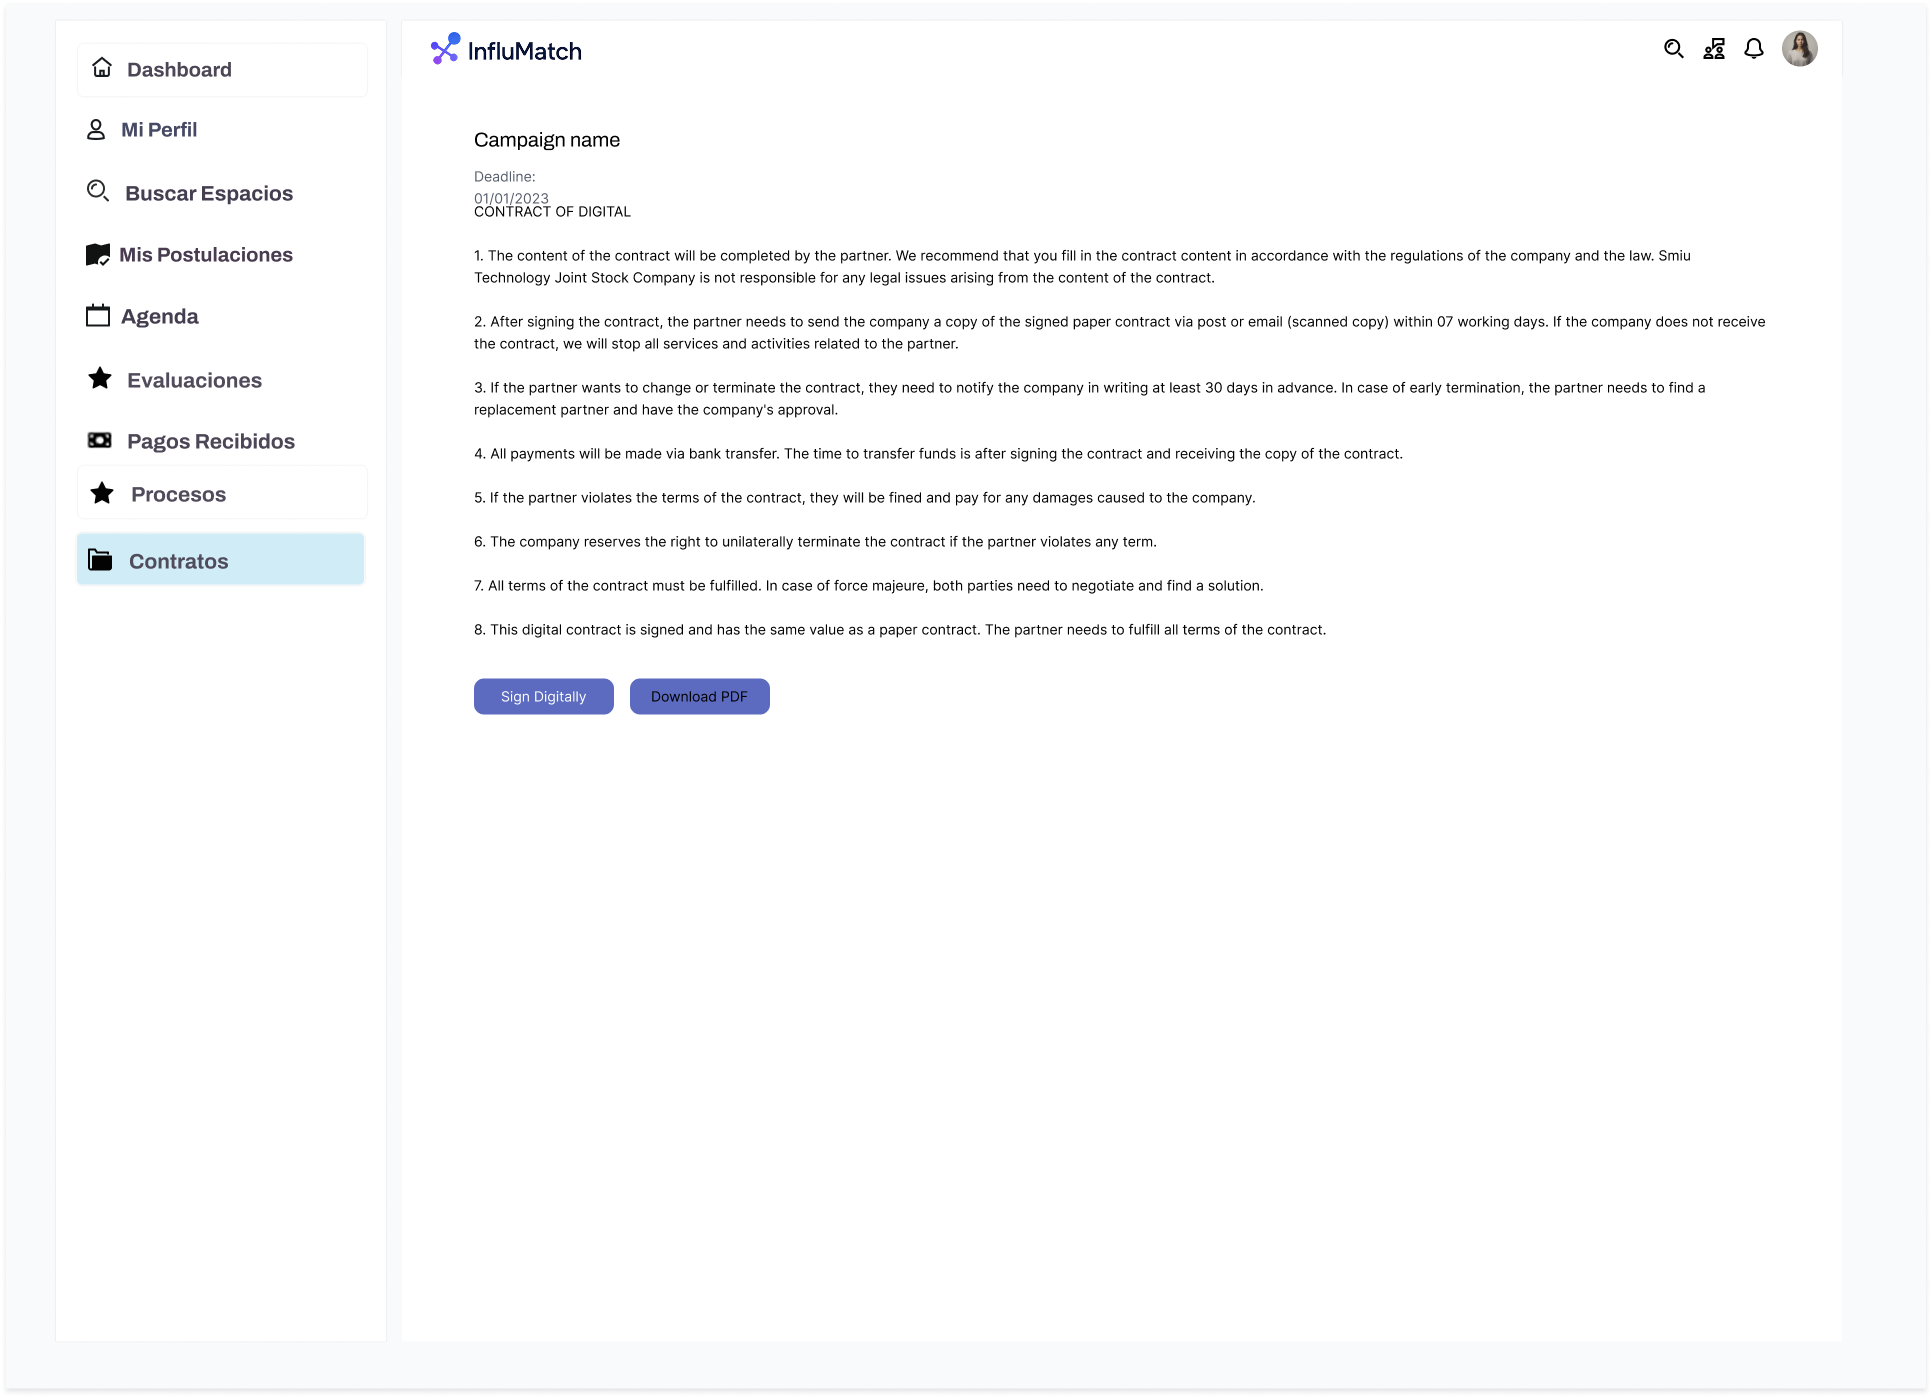 Dashboard
Mi Perfil
Buscar Espacios
Mis Postulaciones
Agenda
Evaluaciones
Pagos Recibidos
Procesos
Contratos
InfluMatch
Campaign name
Deadline:
01/01/2023
CONTRACT OF DIGITAL
1. The content of the contract will be completed by the partner. We recommend that you fill in the contract content in accordance with the regulations of the company and the law. Smiu
Technology Joint Stock Company is not responsible for any legal issues arising from the content of the contract.
2. After signing the contract, the partner needs to send the company a copy of the signed paper contract via post or email (scanned copy) within 07 working days. If the company does not receive
the contract, we will stop all services and activities related to the partner.
3. If the partner wants to change or terminate the contract, they need to notify the company in writing at least 30 days in advance. In case of early termination, the partner needs to find a
replacement partner and have the company's approval.
4. All payments will be made via bank transfer. The time to transfer funds is after signing the contract and receiving the copy of the contract.
5. If the partner violates the terms of the contract, they will be fined and pay for any damages caused to the company.
6. The company reserves the right to unilaterally terminate the contract if the partner violates any term.
7. All terms of the contract must be fulfilled. In case of force majeure, both parties need to negotiate and find a solution.
8. This digital contract is signed and has the same value as a paper contract. The partner needs to fulfill all terms of the contract.
Sign Digitally
Download PDF